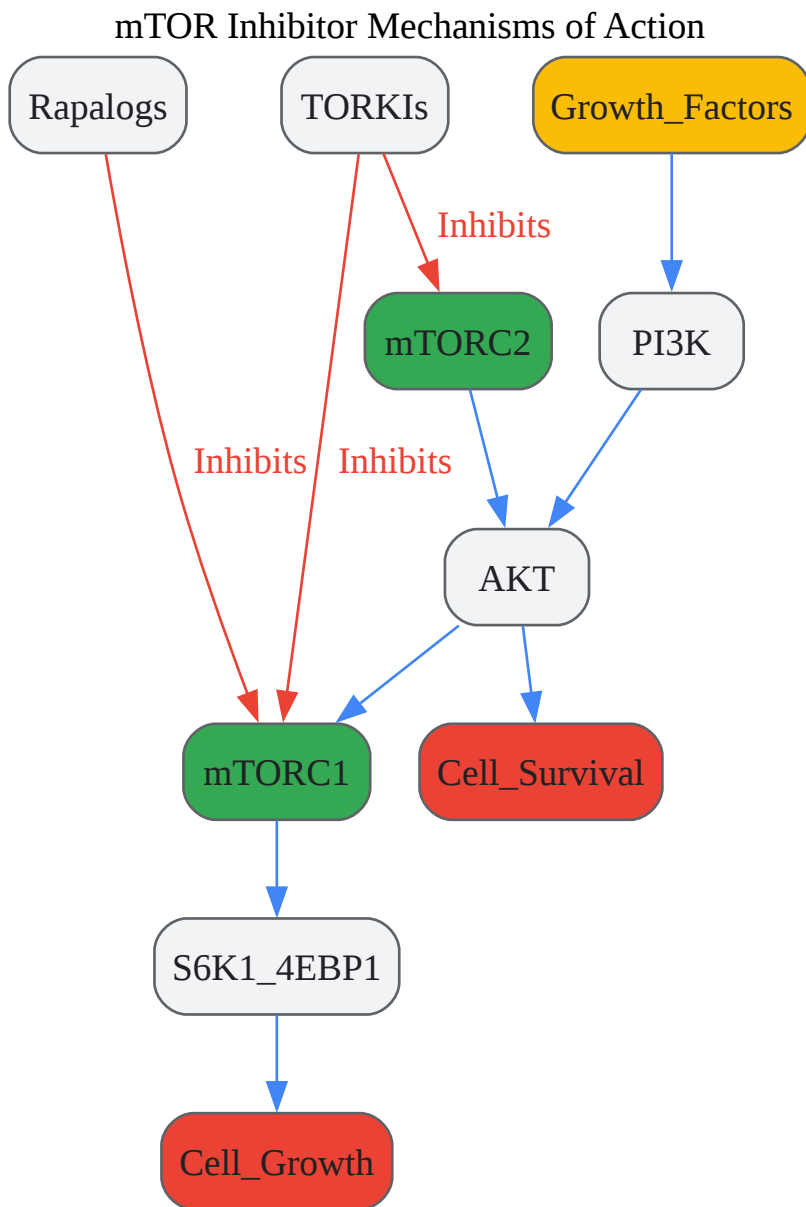 mTOR Inhibitor Mechanisms of Action
Rapalogs
TORKIs
Growth_Factors
Inhibits
mTORC2
PI3K
Inhibits
Inhibits
AKT
mTORC1
Cell_Survival
S6K1_4EBP1
Cell_Growth